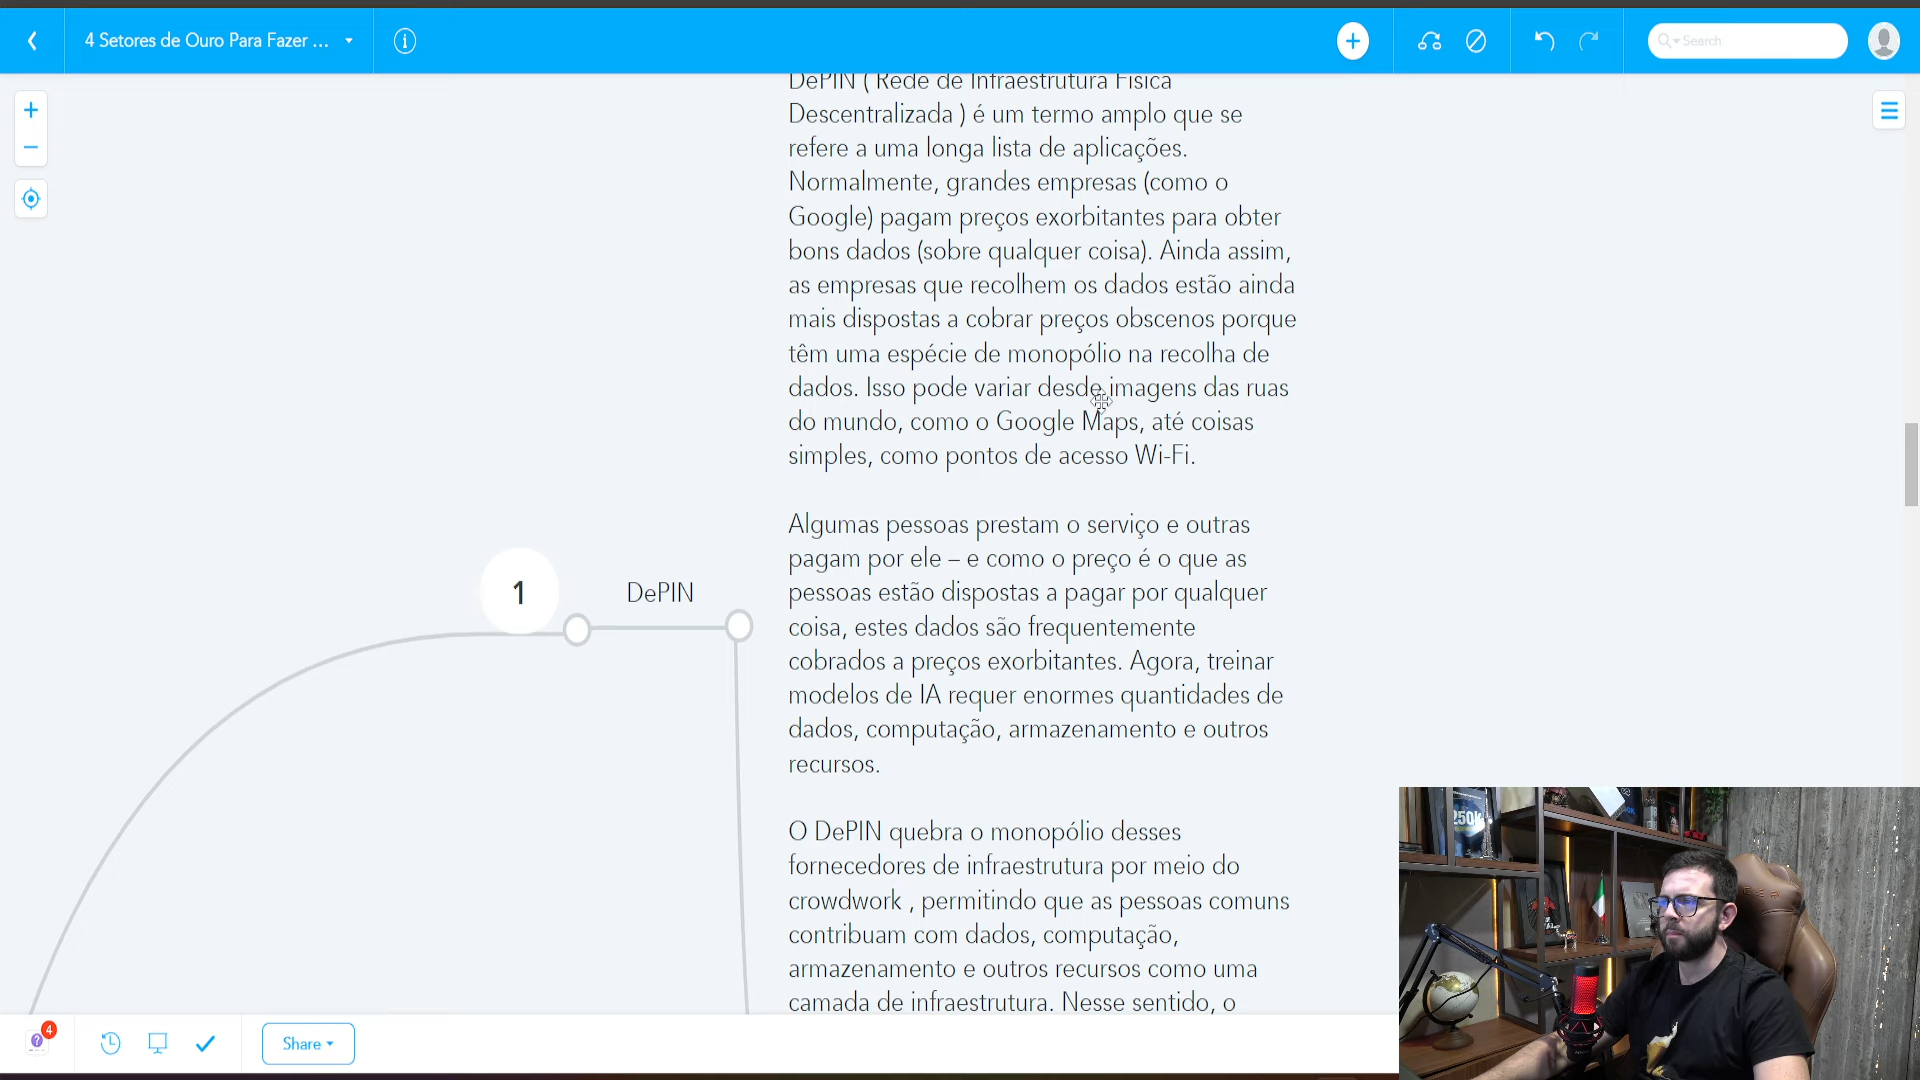 4 Setores de Ouro Para Fazer ...
Search
DePIN ( Rede de Infraestrutura Física
Descentralizada ) é um termo amplo que se
refere a uma longa lista de aplicações.
Normalmente, grandes empresas (como o
Google) pagam preços exorbitantes para obter
bons dados (sobre qualquer coisa). Ainda assim,
as empresas que recolhem os dados estão ainda
mais dispostas a cobrar preços obscenos porque
têm uma espécie de monopólio na recolha de
dados. Isso pode variar desde imagens das ruas
do mundo, como o Google Maps, até coisas
simples, como pontos de acesso Wi-Fi.
Algumas pessoas prestam o serviço e outras
pagam por ele – e como o preço é o que as
pessoas estão dispostas a pagar por qualquer
coisa, estes dados são frequentemente
cobrados a preços exorbitantes. Agora, treinar
modelos de IA requer enormes quantidades de
dados, computação, armazenamento e outros
recursos.
1
DePIN
O DePIN quebra o monopólio desses
fornecedores de infraestrutura por meio do
crowdwork , permitindo que as pessoas comuns
contribuam com dados, computação,
armazenamento e outros recursos como uma
camada de infraestrutura. Nesse sentido, o
250K
4
?
Share